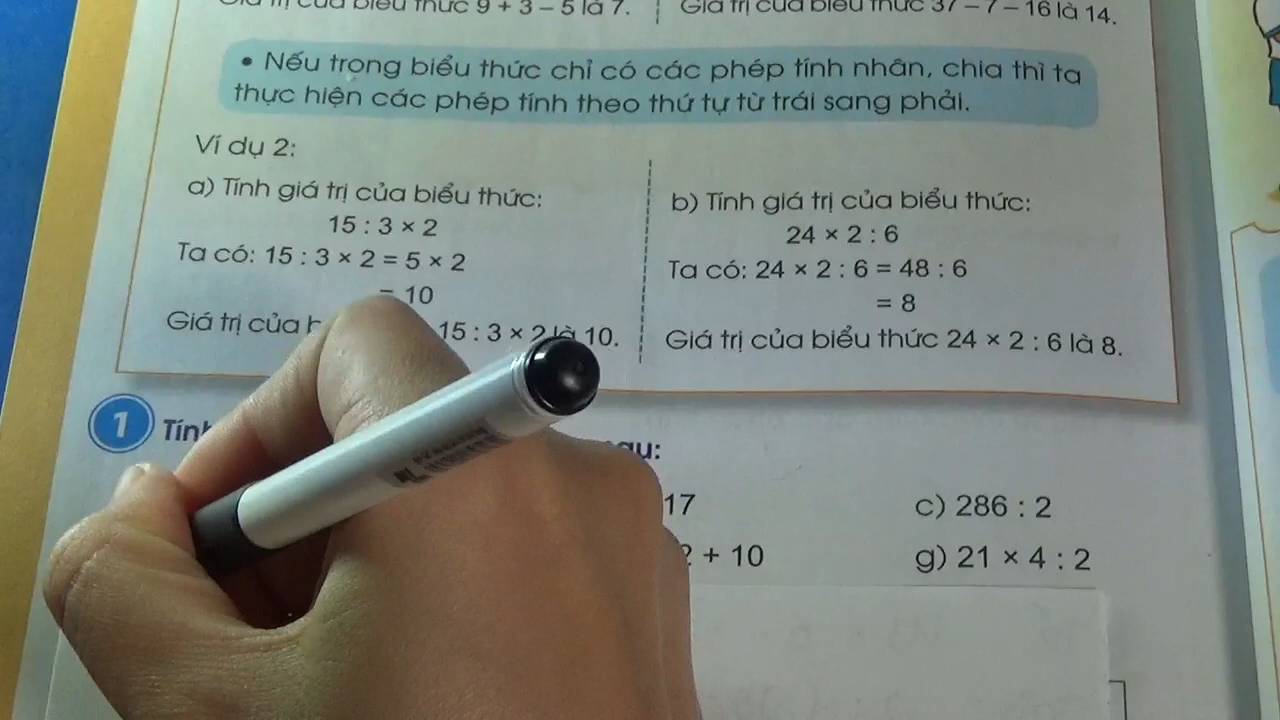 Giá trị của biểu thức 9 + 3 – 5 là 7.
Giá trị của biểu thức 37 – 7 – 16 là 14.
• Nếu trong biểu thức chỉ có các phép tính nhân, chia thì ta
thực hiện các phép tính theo thứ tự từ trái sang phải.
Ví dụ 2:
a) Tính giá trị của biểu thức:
15 : 3 × 2
Ta có: 15 : 3 × 2 = 5 × 2
= 10
Giá trị của b 15 : 3 × 2 là 10.
b) Tính giá trị của biểu thức:
24 × 2 : 6
Ta có: 24 × 2 : 6 = 48 : 6
= 8
Giá trị của biểu thức 24 × 2 : 6 là 8.
1 Tính au:
17
c) 286 : 2
2 + 10
g) 21 × 4 : 2